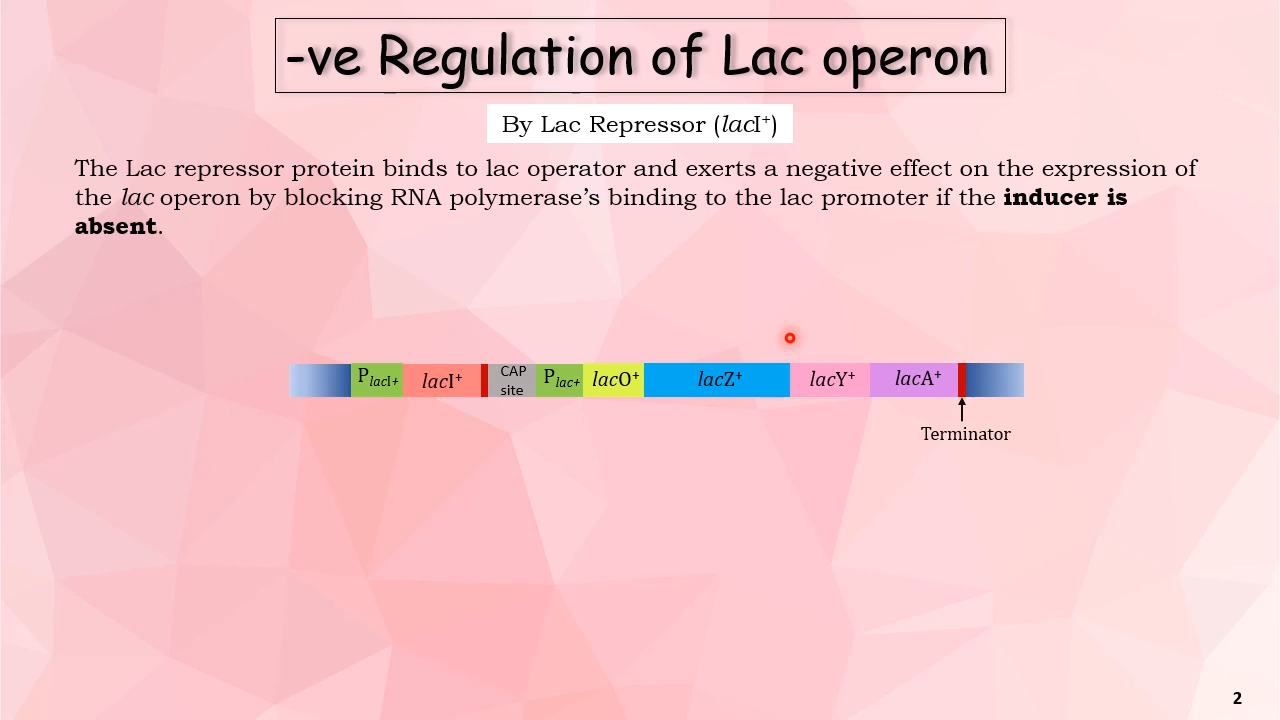 -ve Regulation of Lac operon
By Lac Repressor (lacI⁺)
The Lac repressor protein binds to lac operator and exerts a negative effect on the expression of
the lac operon by blocking RNA polymerase’s binding to the lac promoter if the inducer is
absent.
PlacI+ lacI⁺ CAP site Plac+ lacO⁺ lacZ⁺ lacY⁺ lacA⁺
Terminator
2